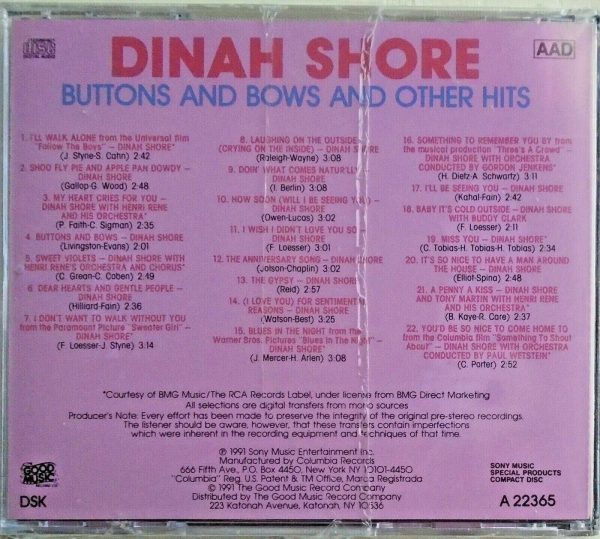 COMPACT
disc
DIGITAL AUDIO
DINAH SHORE
AAD
BUTTONS AND BOWS AND OTHER HITS
1. I'LL WALK ALONE from the Universal film
"Follow The Boys" – DINAH SHORE*
(J. Styne-S. Cahn) 2:42
2. SHOO FLY PIE AND APPLE PAN DOWDY –
DINAH SHORE
(Gallop-G. Wood) 2:48
3. MY HEART CRIES FOR YOU –
DINAH SHORE WITH HENRI RENE
AND HIS ORCHESTRA*
(P. Faith-C. Sigman) 2:35
4. BUTTONS AND BOWS – DINAH SHORE
(Livingston-Evans) 2:01
5. SWEET VIOLETS – DINAH SHORE WITH
HENRI RENE'S ORCHESTRA AND CHORUS*
(C. Grean-C. Coben) 2:49
6. DEAR HEARTS AND GENTLE PEOPLE –
DINAH SHORE
(Hilliard-Fain) 2:36
7. I DON'T WANT TO WALK WITHOUT YOU
from the Paramount Picture "Sweater Girl" –
DINAH SHORE*
(F. Loesser-J. Styne) 3:14
8. LAUGHING ON THE OUTSIDE
(CRYING ON THE INSIDE) – DINAH SHORE
(Raleigh-Wayne) 3:08
9. DOIN' WHAT COMES NATUR'LLY –
DINAH SHORE
(I. Berlin) 3:08
10. HOW SOON (WILL I BE SEEING YOU) –
DINAH SHORE
(Owen-Lucas) 3:02
11. I WISH I DIDN'T LOVE YOU SO –
DINAH SHORE
(F. Loesser) 3:01
12. THE ANNIVERSARY SONG – DINAH SHORE
(Jolson-Chaplin) 3:02
13. THE GYPSY – DINAH SHORE
(Reid) 2:57
14. (I LOVE YOU) FOR SENTIMENTAL
REASONS – DINAH SHORE
(Watson-Best) 3:25
15. BLUES IN THE NIGHT from the
Warner Bros. Pictures "Blues In The Night" –
DINAH SHORE*
(J. Mercer-H. Arlen) 3:08
16. SOMETHING TO REMEMBER YOU BY from
the musical production "Three's A Crowd" –
DINAH SHORE WITH ORCHESTRA
CONDUCTED BY GORDON JENKINS*
(H. Dietz-A. Schwartz) 3:11
17. I'LL BE SEEING YOU – DINAH SHORE
(Kahal-Fain) 2:42
18. BABY IT'S COLD OUTSIDE – DINAH SHORE
WITH BUDDY CLARK
(F. Loesser) 2:11
19. MISS YOU – DINAH SHORE*
(C. Tobias-H. Tobias-H. Tobias) 2:34
20. IT'S SO NICE TO HAVE A MAN AROUND
THE HOUSE – DINAH SHORE
(Elliot-Spina) 2:48
21. A PENNY A KISS – DINAH SHORE
AND TONY MARTIN WITH HENRI RENE
AND HIS ORCHESTRA*
(B. Kaye-R. Care) 2:37
22. YOU'D BE SO NICE TO COME HOME TO
from the Columbia film "Something To Shout
About" – DINAH SHORE WITH ORCHESTRA
CONDUCTED BY PAUL WETSTEIN*
(C. Porter) 2:52
*Courtesy of BMG Music/The RCA Records Label, under license from BMG Direct Marketing
All selections are digital transfers from mono sources
Producer's Note: Every effort has been made to preserve the integrity of the original pre-stereo recordings.
The listener should be aware, however, that these transfers contain imperfections
which were inherent in the recording equipment and techniques of that time.
℗ 1991 Sony Music Entertainment Inc.
Manufactured by Columbia Records
666 Fifth Ave., P.O. Box 4450, New York NY 10101-4450
"Columbia" Reg. U.S. Patent & TM Office, Marca Registrada
© 1991 The Good Music Record Company
Distributed by The Good Music Record Company
223 Katonah Avenue, Katonah, NY 10536
GOOD
MUSIC
DSK
SONY MUSIC
SPECIAL PRODUCTS
COMPACT DISC
A 22365